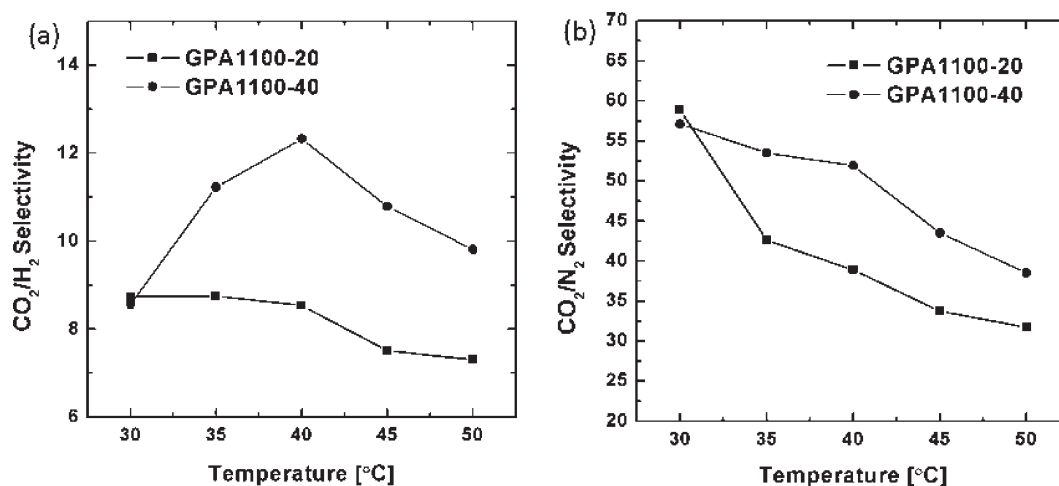 (a)
GPA1100-20
GPA1100-40
14
12
10
8
6
CO₂/H₂ Selectivity
30 35 40 45 50
Temperature [°C]
(b)
GPA1100-20
GPA1100-40
70
65
60
55
50
45
40
35
30
25
20
CO₂/N₂ Selectivity
30 35 40 45 50
Temperature [°C]